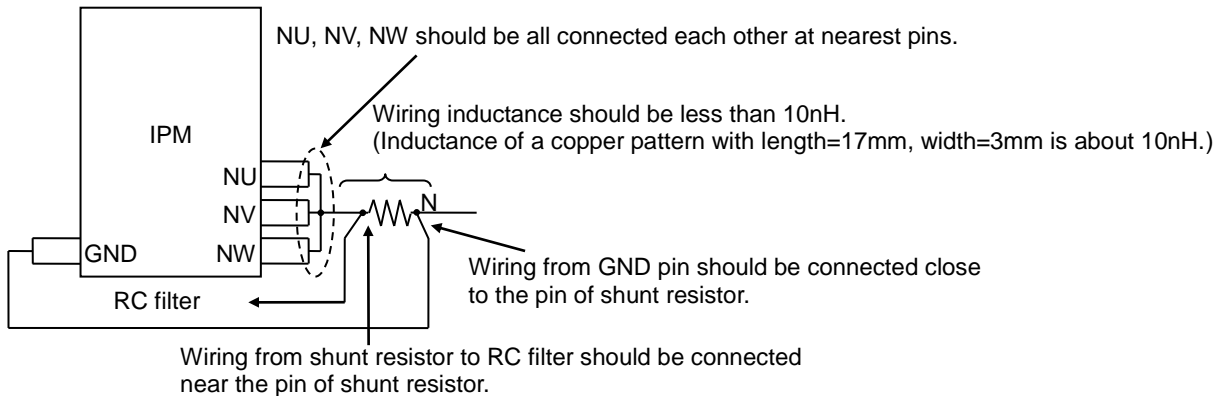 NU, NV, NW should be all connected each other at nearest pins.
Wiring inductance should be less than 10nH.
(Inductance of a copper pattern with length=17mm, width=3mm is about 10nH.)
IPM
NU
N
NV
GND
NW
Wiring from GND pin should be connected close
to the pin of shunt resistor.
RC filter
Wiring from shunt resistor to RC filter should be connected
near the pin of shunt resistor.